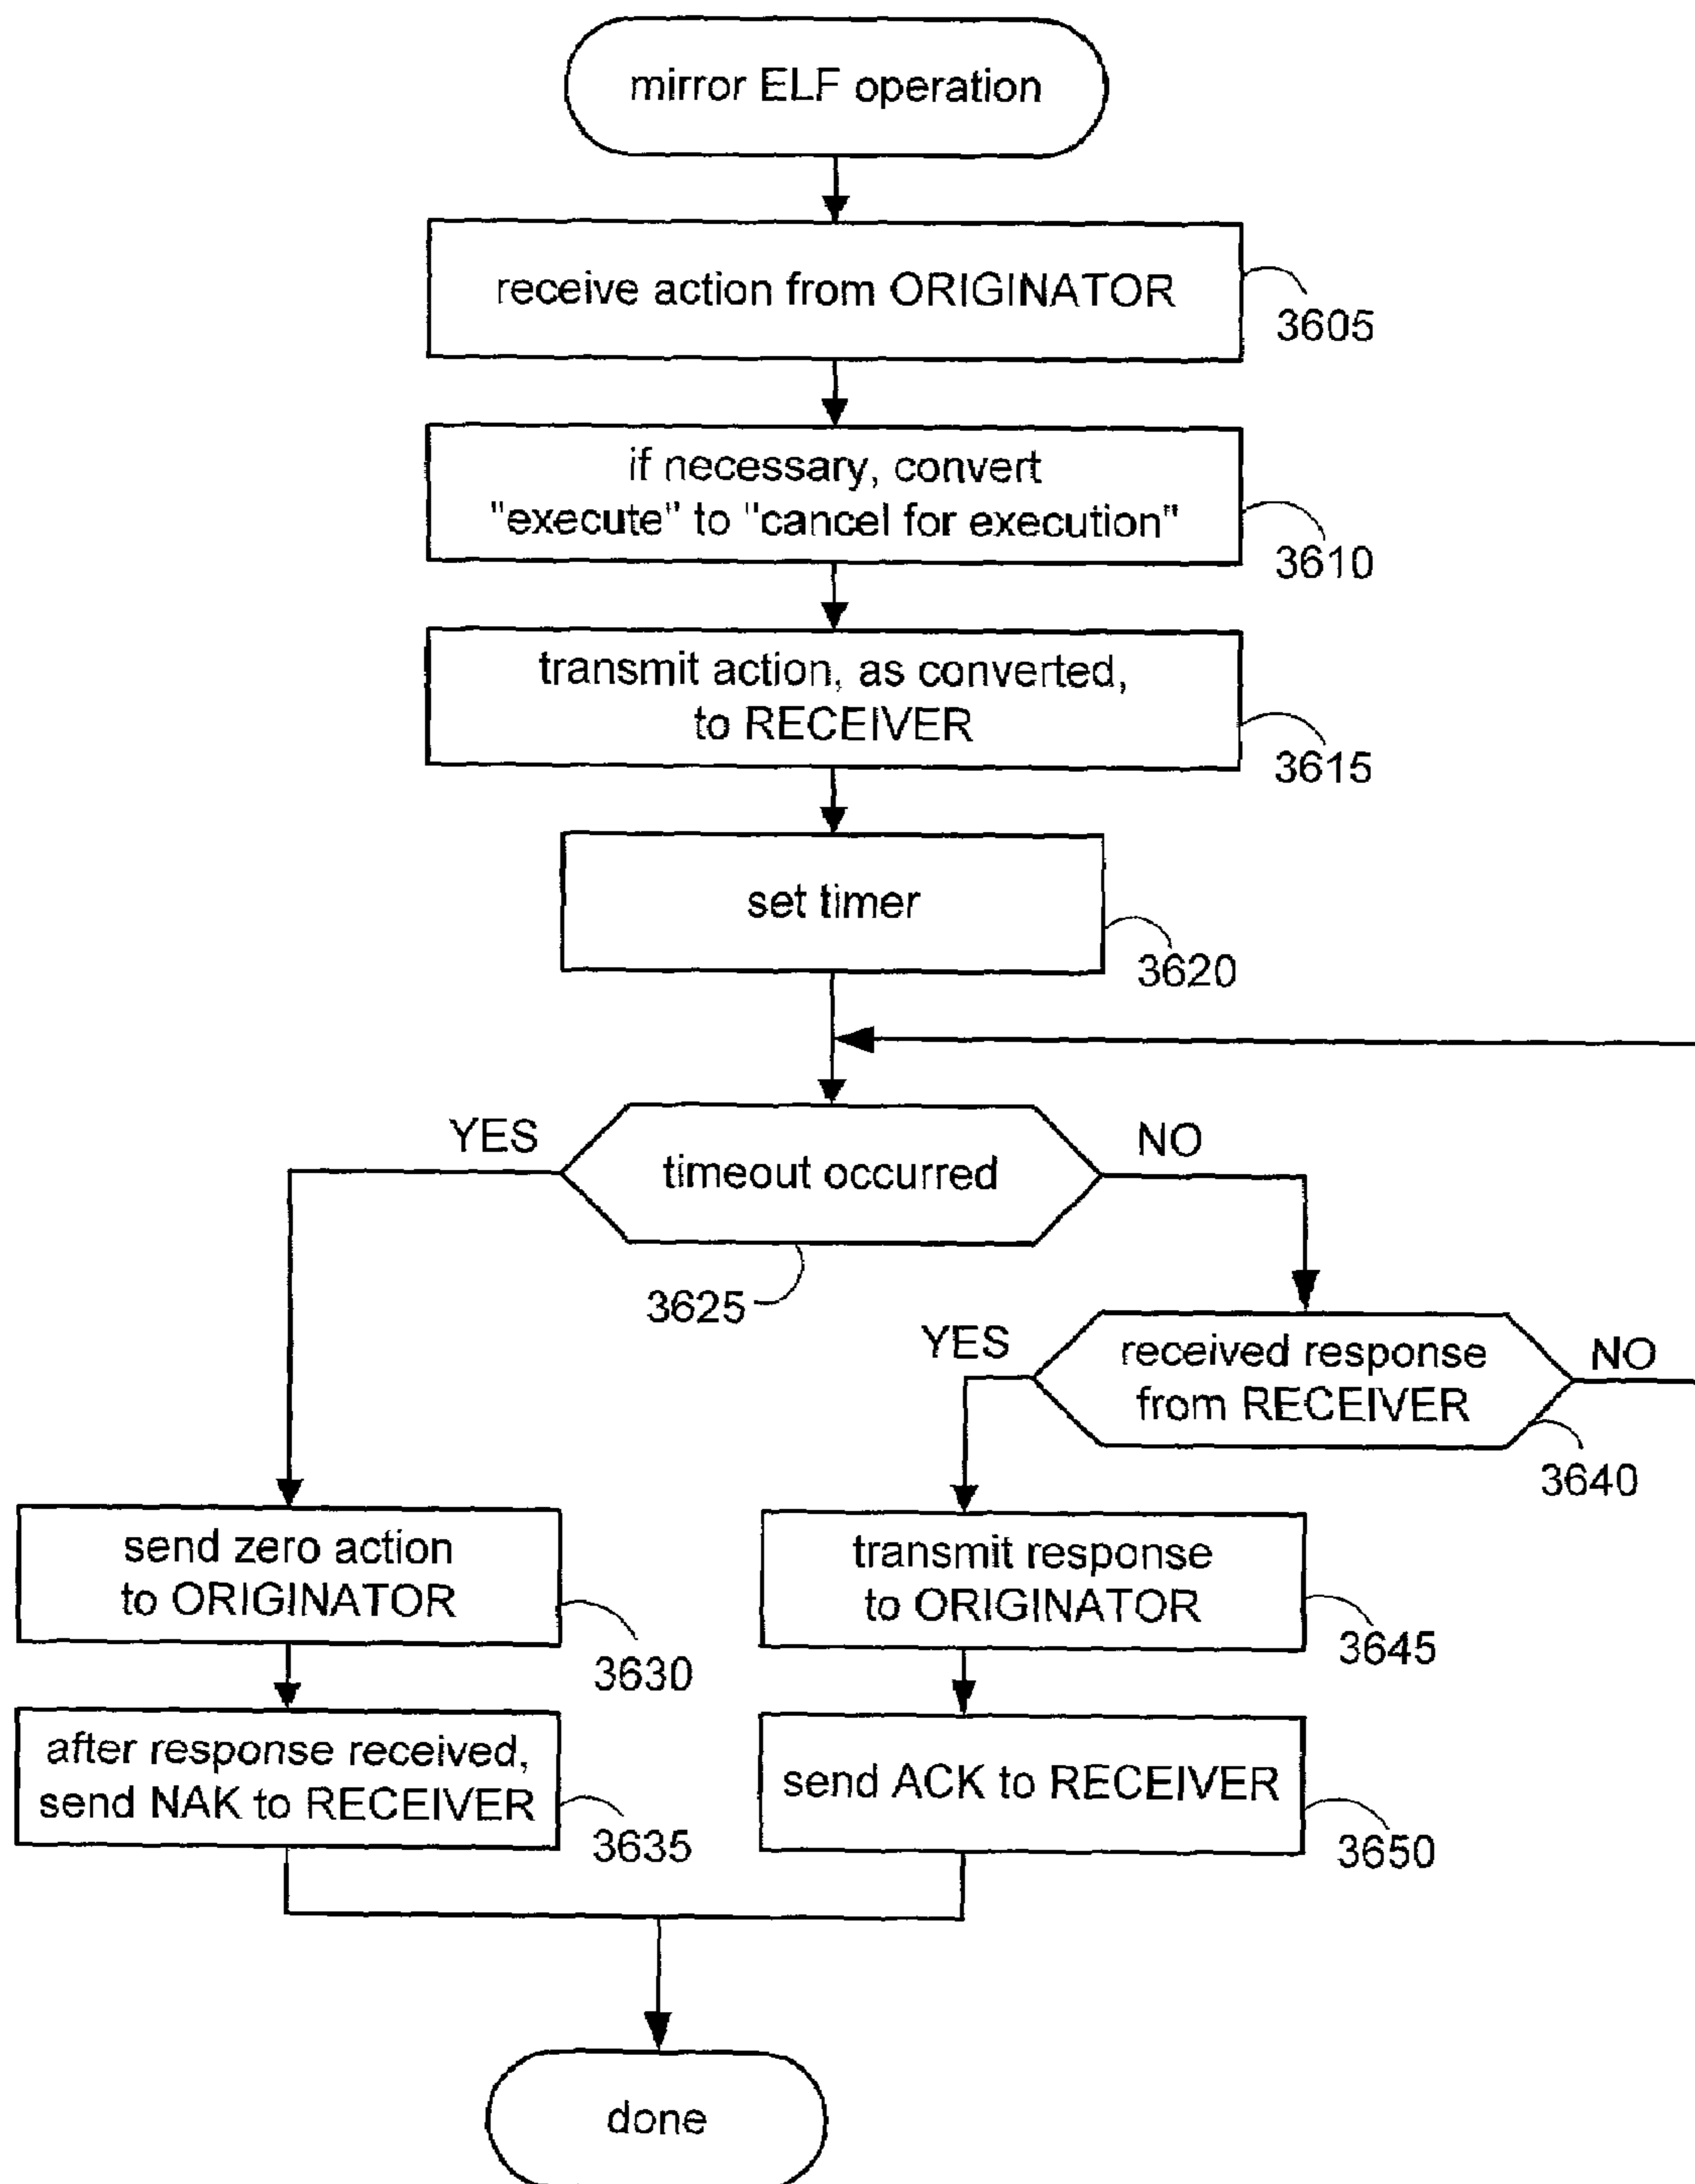 mirror ELF operation
receive action from ORIGINATOR
3605
if necessary, convert
"execute" to "cancel for execution"
3610
transmit action, as converted,
to RECEIVER
3615
set timer
3620
YES
timeout occurred
NO
3625
YES
received response
from RECEIVER
NO
3640
send zero action
to ORIGINATOR
3630
transmit response
to ORIGINATOR
3645
after response received,
send NAK to RECEIVER
3635
send ACK to RECEIVER
3650
done